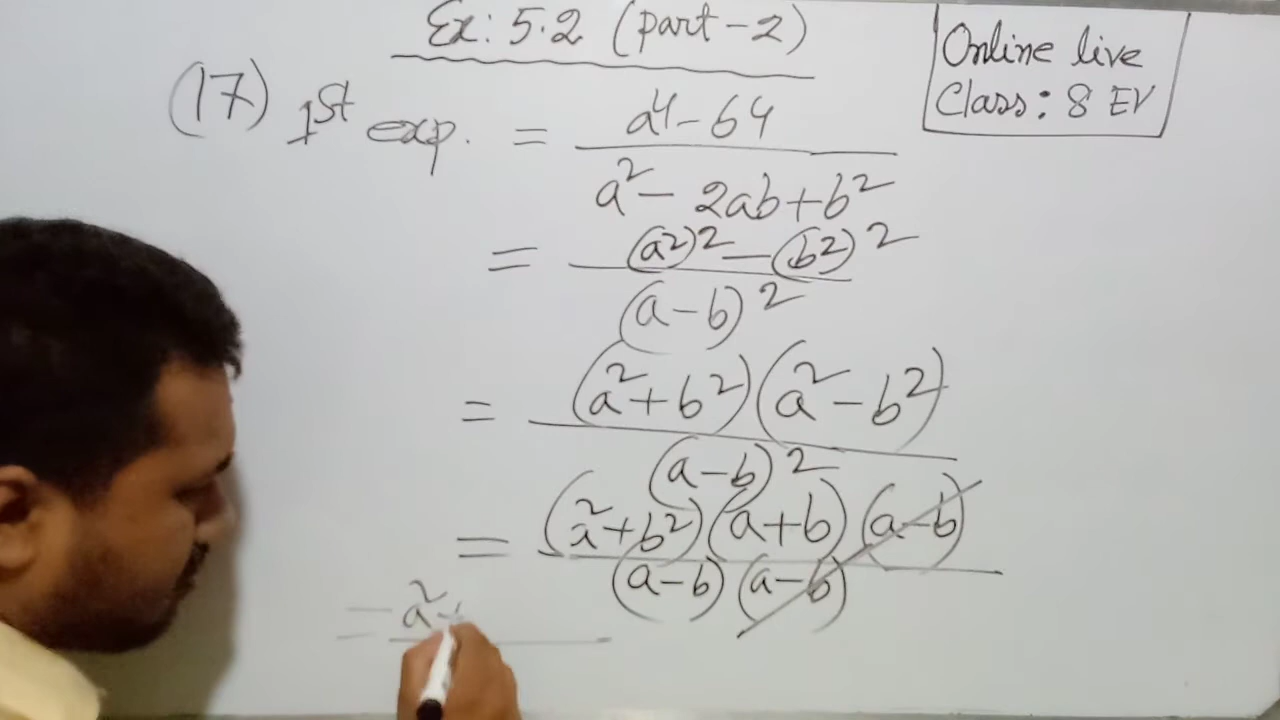 Ex: 5.2 (part-2)
Online live
Class: 8 EV
(17) 1st exp. = a4-64
a²- 2ab+b²
= (a²)² - (b²)²
(a-b)²
= (a²+b²)(a²-b²)
(a-b)²
= (a²+b²)(a+b)(a-b)
(a-b)(a-b)
= a²+